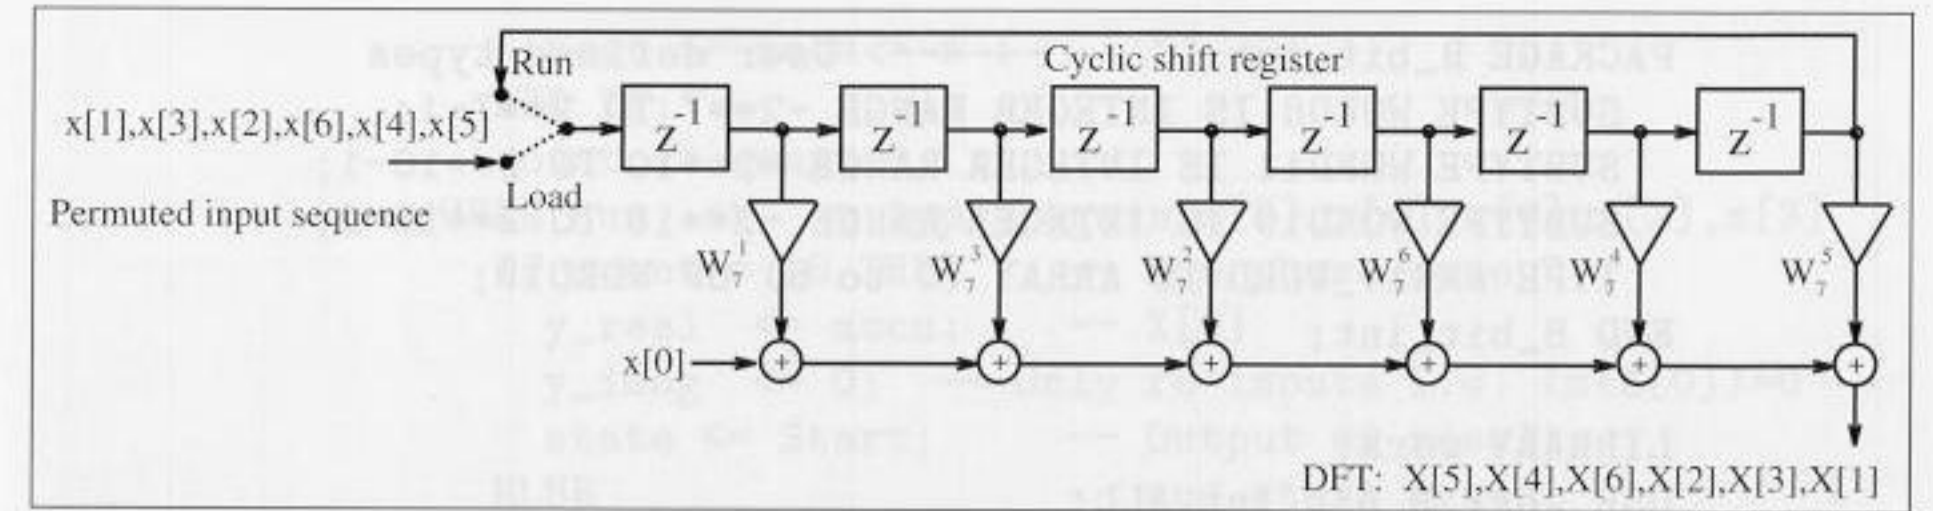 Run
Cyclic shift register
x[1],x[3],x[2],x[6],x[4],x[5]
z^-1 z^-1 z^-1 z^-1 z^-1 z^-1
Load
Permuted input sequence
W_7^1 W_7^3 W_7^2 W_7^6 W_7^4 W_7^5
x[0] + + + + + +
DFT: X[5],X[4],X[6],X[2],X[3],X[1]